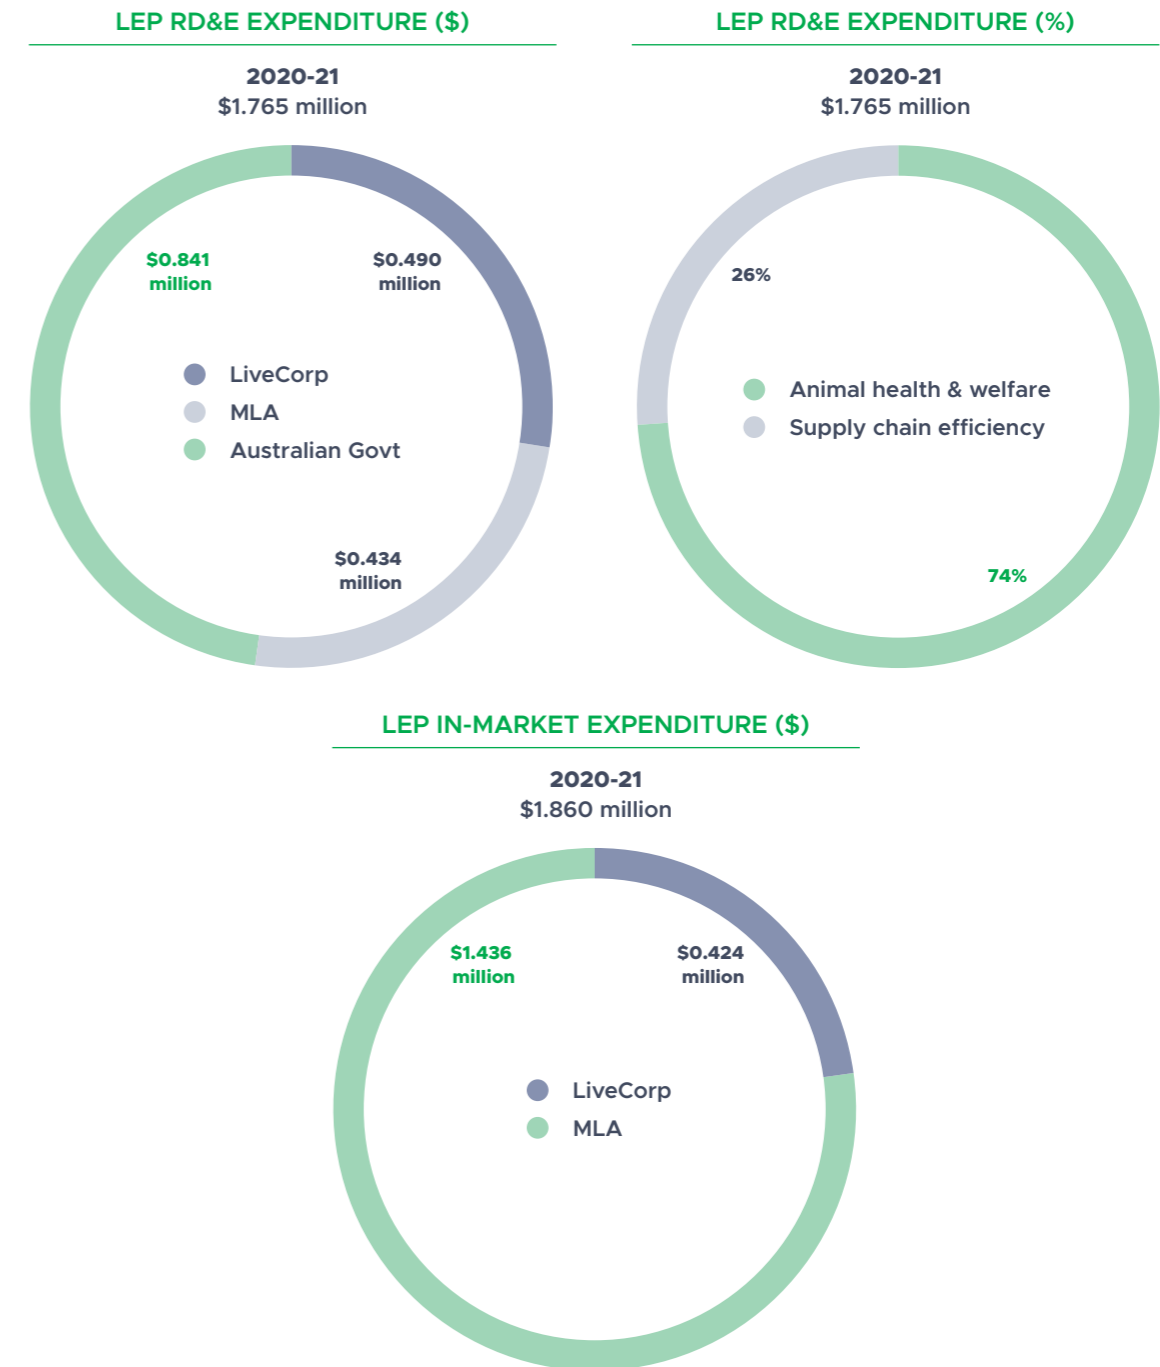 LEP RD&E EXPENDITURE ($)
2020-21
$1.765 million
$0.841
million
$0.490
million
LiveCorp
MLA
Australian Govt
$0.434
million
LEP RD&E EXPENDITURE (%)
2020-21
$1.765 million
26%
Animal health & welfare
Supply chain efficiency
74%
LEP IN-MARKET EXPENDITURE ($)
2020-21
$1.860 million
$1.436
million
$0.424
million
LiveCorp
MLA